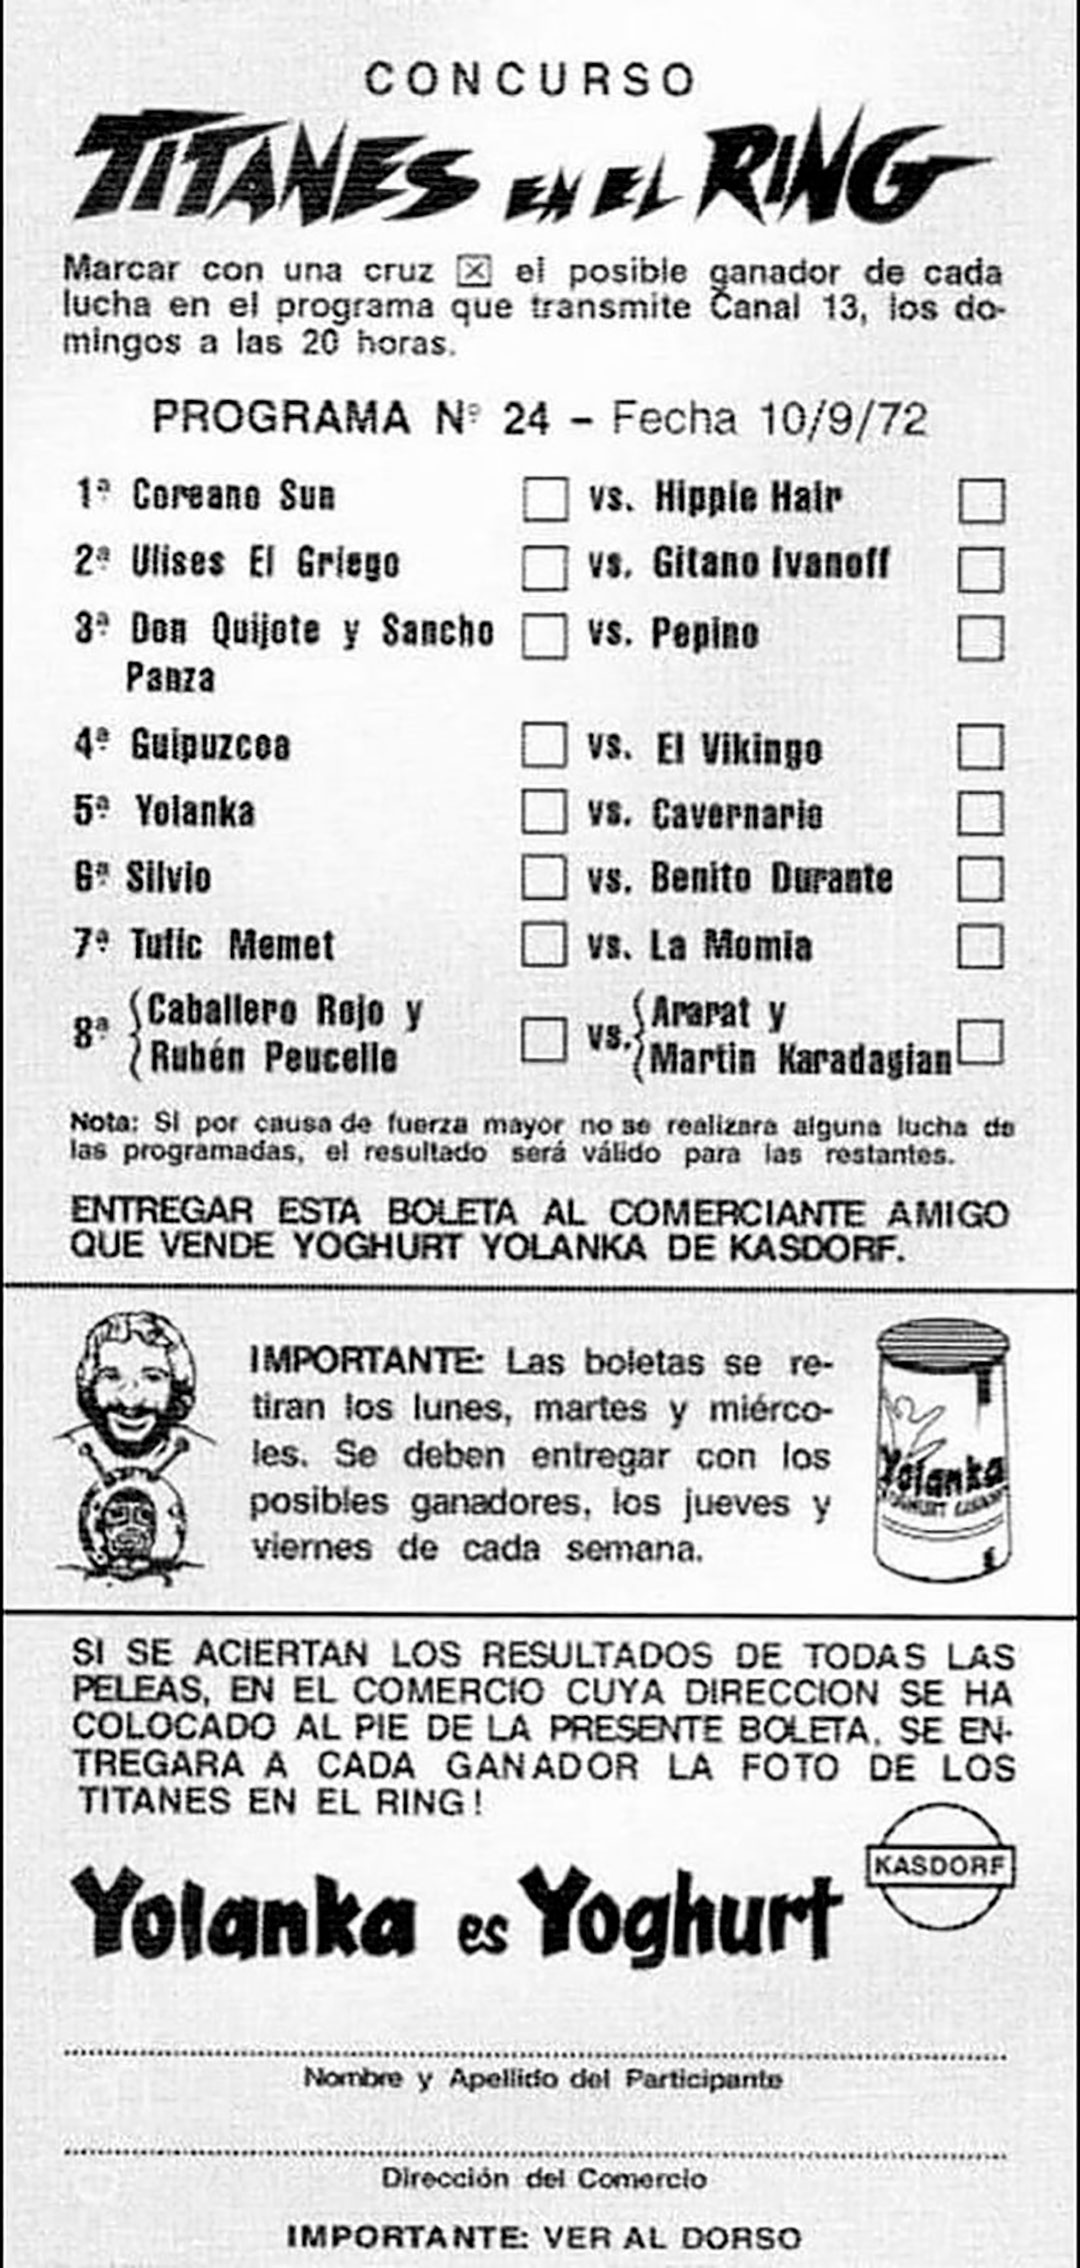 CONCURSO
TITANES EN EL RING
Marcar con una cruz ☒ el posible ganador de cada
lucha en el programa que transmite Canal 13, los do-
mingos a las 20 horas.
PROGRAMA Nº 24 – Fecha 10/9/72
1ª Coreano Sun ☐ vs. Hippie Hair ☐
2ª Ulises El Griego ☐ vs. Gitano Ivanoff ☐
3ª Don Quijote y Sancho ☐ vs. Pepino ☐
Panza
4ª Guipuzcoa ☐ vs. El Vikingo ☐
5ª Yolanka ☐ vs. Cavernario ☐
6ª Silvio ☐ vs. Benito Durante ☐
7ª Tufic Memet ☐ vs. La Momia ☐
8ª {Caballero Rojo y ☐ vs. {Ararat y ☐
Rubén Peucelle Martin Karadagian
Nota: Si por causa de fuerza mayor no se realizara alguna lucha de
las programadas, el resultado será válido para las restantes.
ENTREGAR ESTA BOLETA AL COMERCIANTE AMIGO
QUE VENDE YOGHURT YOLANKA DE KASDORF.
IMPORTANTE: Las boletas se re-
tiran los lunes, martes y miérco-
les. Se deben entregar con los
posibles ganadores, los jueves y
viernes de cada semana.
Yolanka
YOGHURT
SI SE ACIERTAN LOS RESULTADOS DE TODAS LAS
PELEAS, EN EL COMERCIO CUYA DIRECCION SE HA
COLOCADO AL PIE DE LA PRESENTE BOLETA, SE EN-
TREGARA A CADA GANADOR LA FOTO DE LOS
TITANES EN EL RING!
KASDORF
Yolanka es Yoghurt
Nombre y Apellido del Participante
Dirección del Comercio
IMPORTANTE: VER AL DORSO